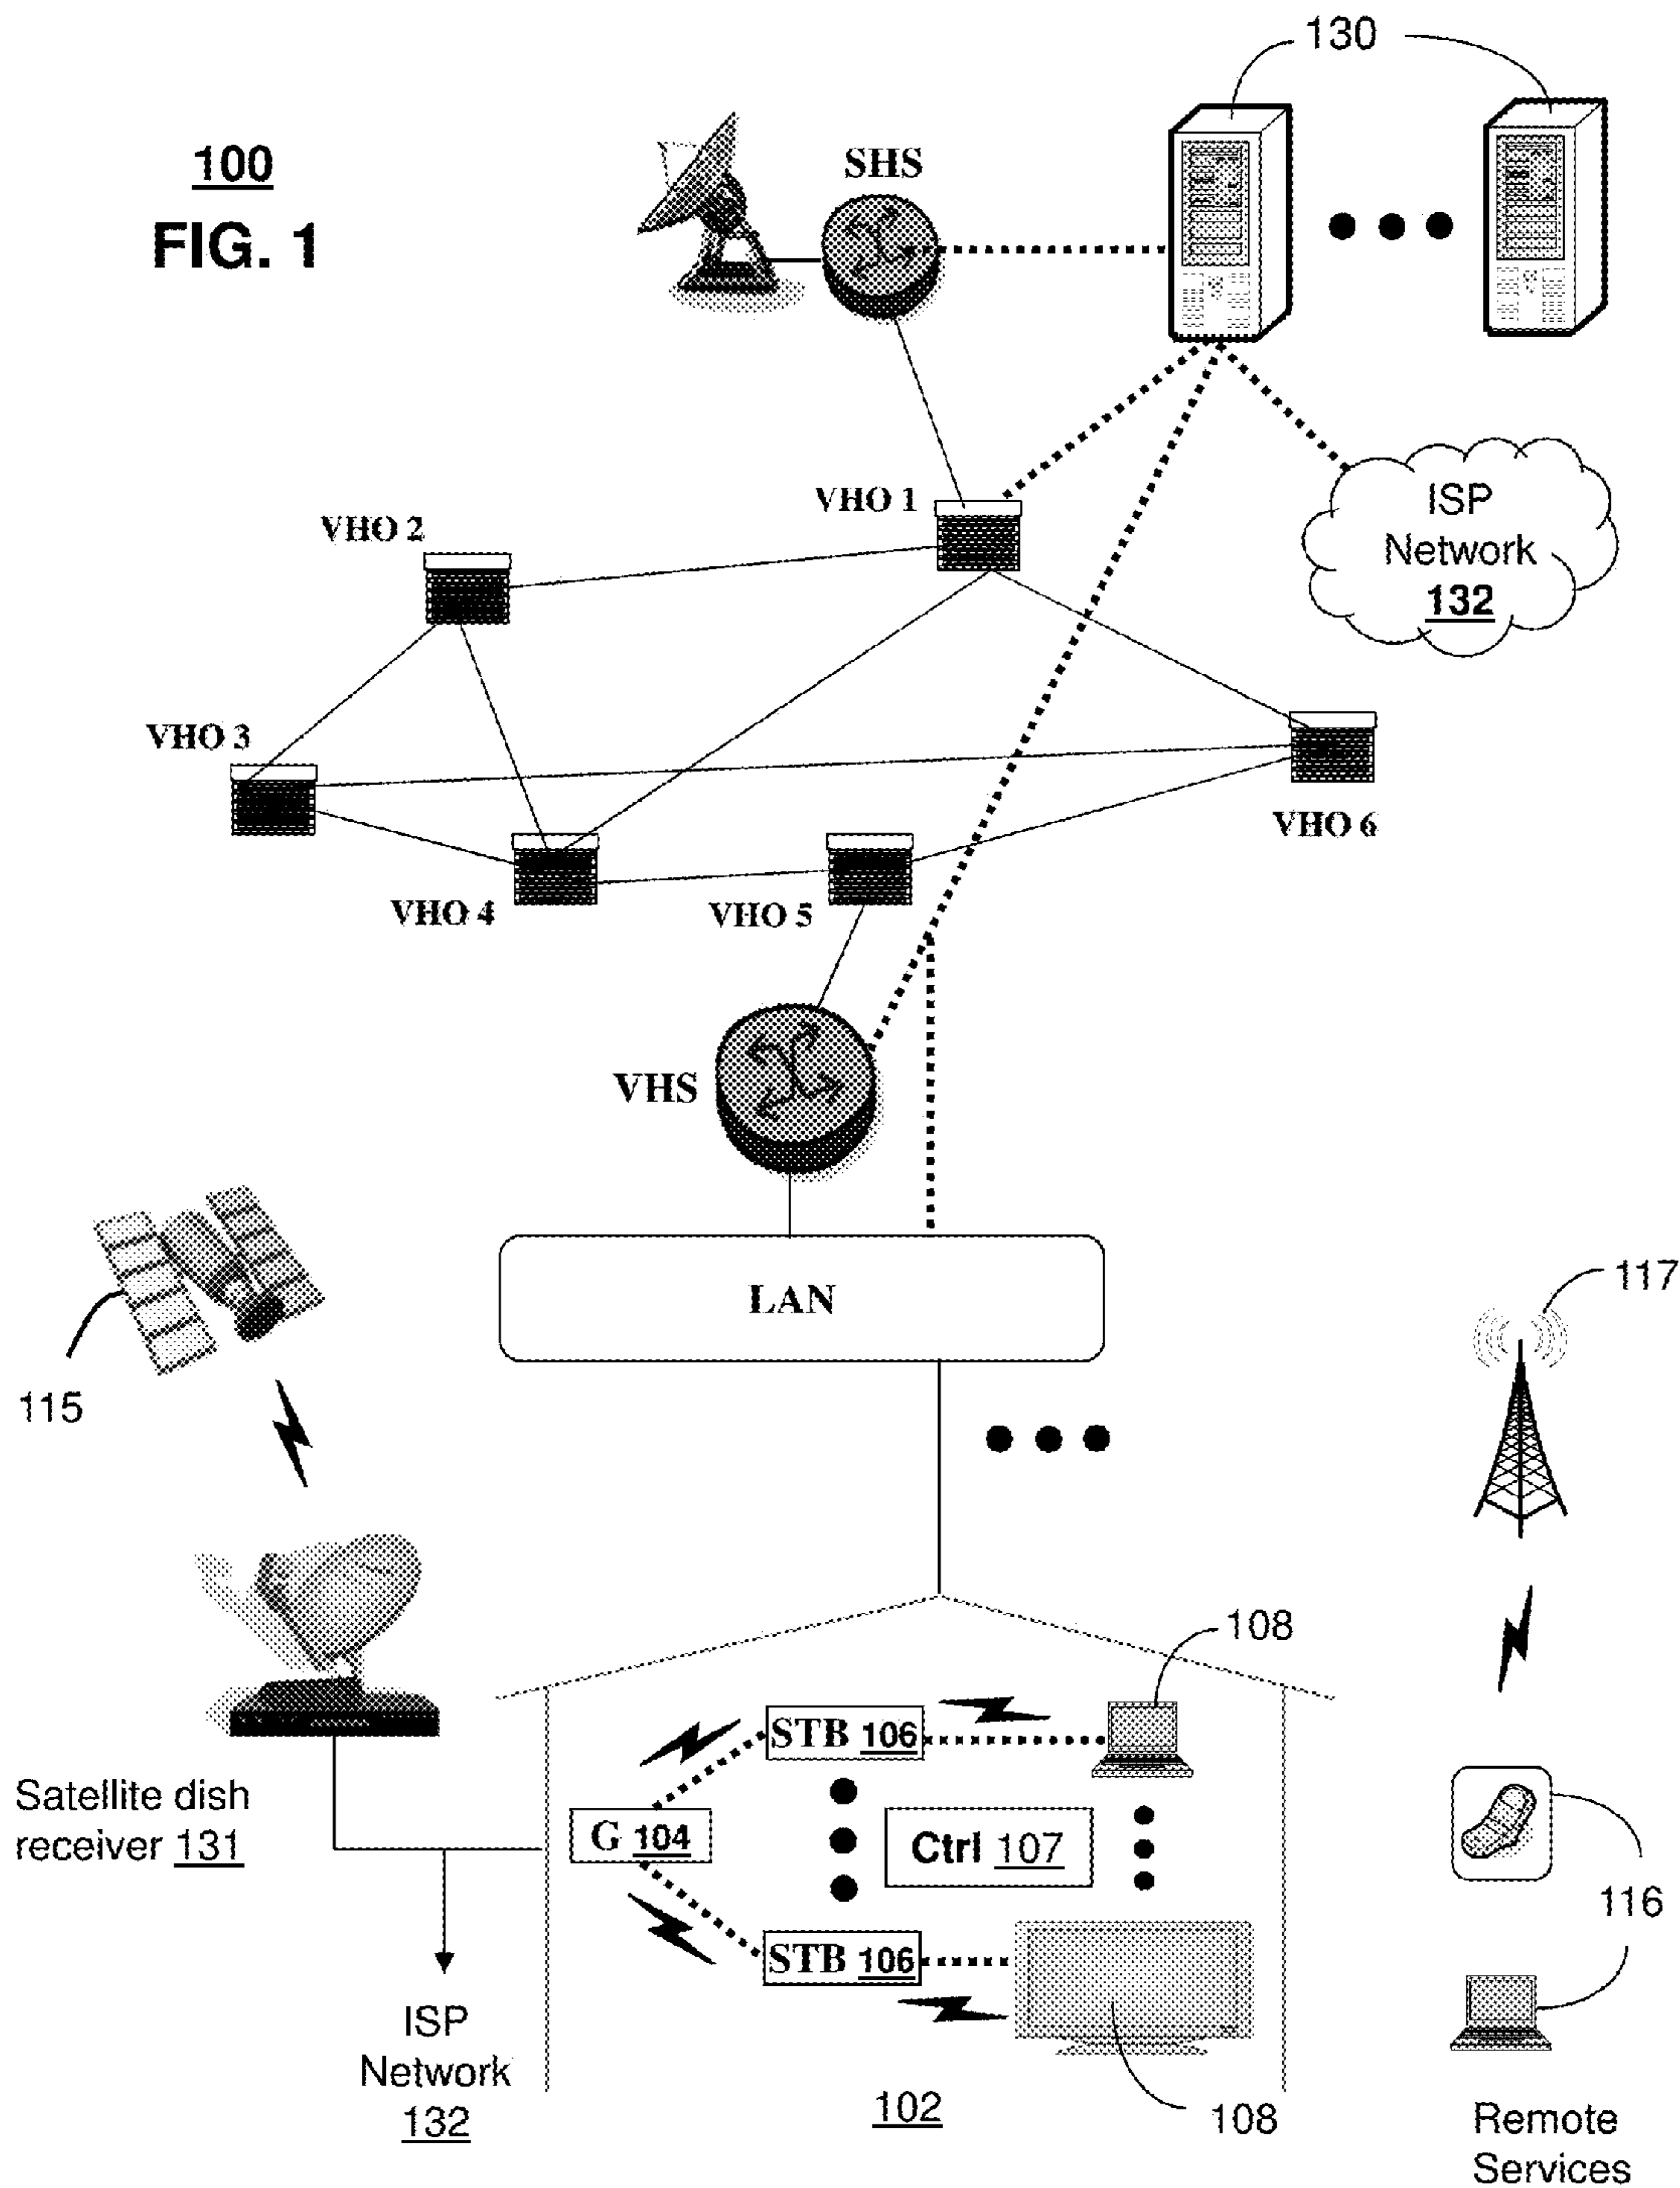 130
100
FIG. 1
SHS
ISP
Network
132
VHO 1
VHO 2
VHO 3
VHO 6
VHO 4
VHO 5
VHS
LAN
117
115
108
STB 106
Satellite dish
receiver 131
G 104
Ctrl 107
116
STB 106
ISP
Network
132
102
108
Remote
Services